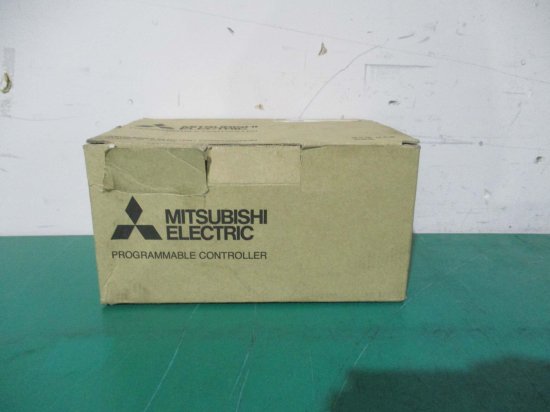 MITSUBISHI
ELECTRIC
PROGRAMMABLE CONTROLLER